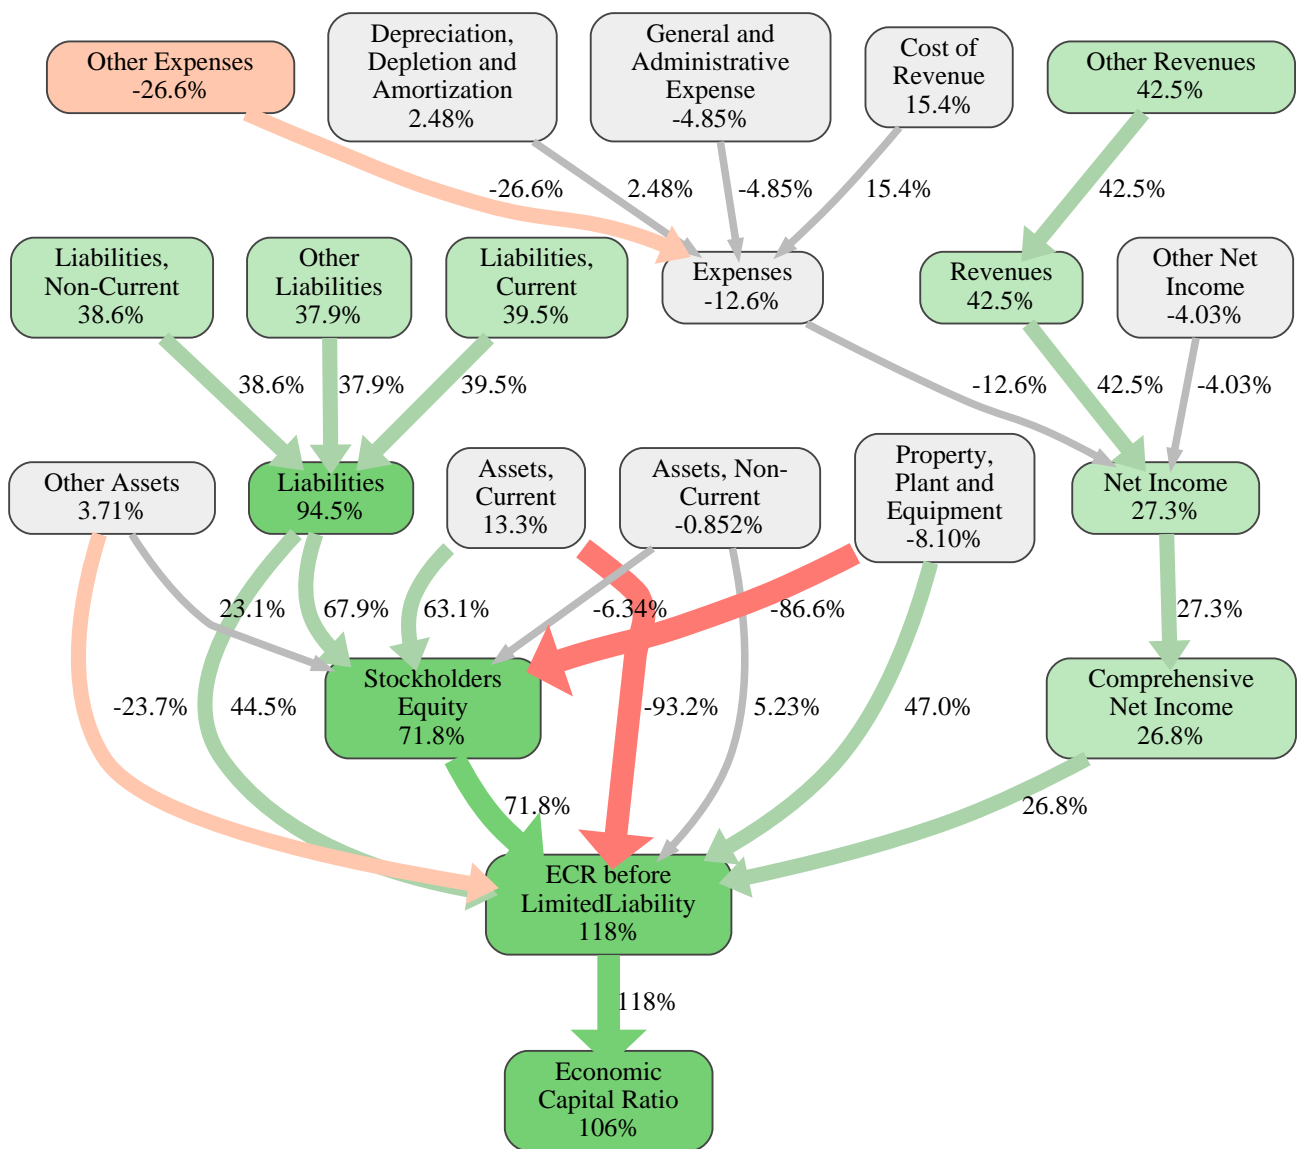 Other Expenses
-26.6%
Depreciation,
Depletion and
Amortization
2.48%
General and
Administrative
Expense
-4.85%
Cost of
Revenue
15.4%
Other Revenues
42.5%
-26.6%
2.48%
-4.85%
15.4%
42.5%
Liabilities,
Non-Current
38.6%
Other
Liabilities
37.9%
Liabilities,
Current
39.5%
Expenses
-12.6%
Revenues
42.5%
Other Net
Income
-4.03%
38.6%
37.9%
39.5%
-12.6%
42.5%
-4.03%
Other Assets
3.71%
Liabilities
94.5%
Assets,
Current
13.3%
Assets, Non-
Current
-0.852%
Property,
Plant and
Equipment
-8.10%
Net Income
27.3%
23.1%
67.9%
63.1%
-6.34%
-86.6%
27.3%
Stockholders
Equity
71.8%
Comprehensive
Net Income
26.8%
-23.7%
44.5%
-93.2%
5.23%
47.0%
71.8%
26.8%
ECR before
LimitedLiability
118%
118%
Economic
Capital Ratio
106%